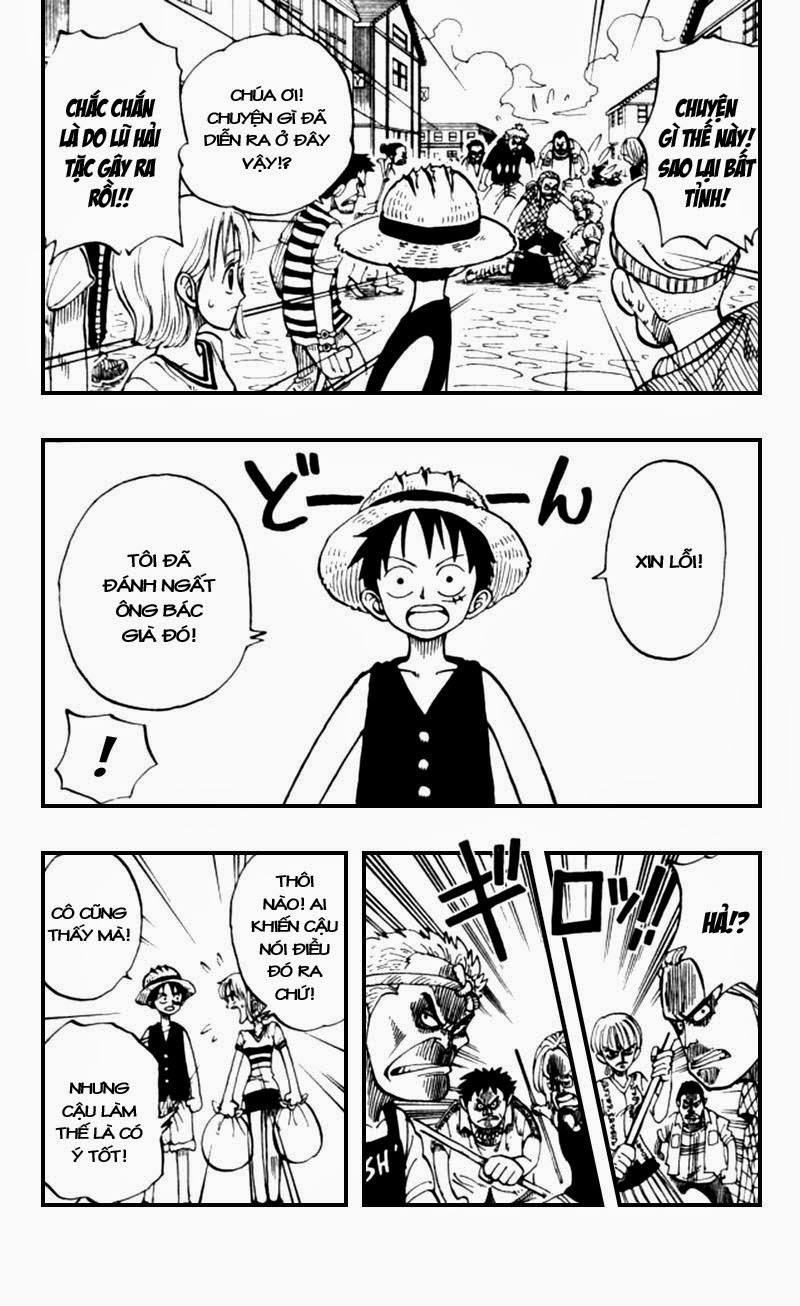 CHUYỆN
GÌ THẾ NÀY!
SAO LẠI BẤT
TỈNH!
CHÚA ƠI!
CHUYỆN GÌ ĐÃ
DIỄN RA Ở ĐÂY
VẬY!?
CHẮC CHẮN
LÀ DO LŨ HẢI
TẶC GÂY RA
RỒI!!
どーん
XIN LỖI!
TÔI ĐÃ
ĐÁNH NGẤT
ÔNG BÁC
GIÀ ĐÓ!
!
HẢ!?
ギロッ!!
SH'
THÔI
NÀO! AI
KHIẾN CẬU
NÓI ĐIỀU
ĐÓ RA
CHỨ!
CÔ CŨNG
THẤY MÀ!
NHƯNG
CẬU LÀM
THẾ LÀ CÓ
Ý TỐT!